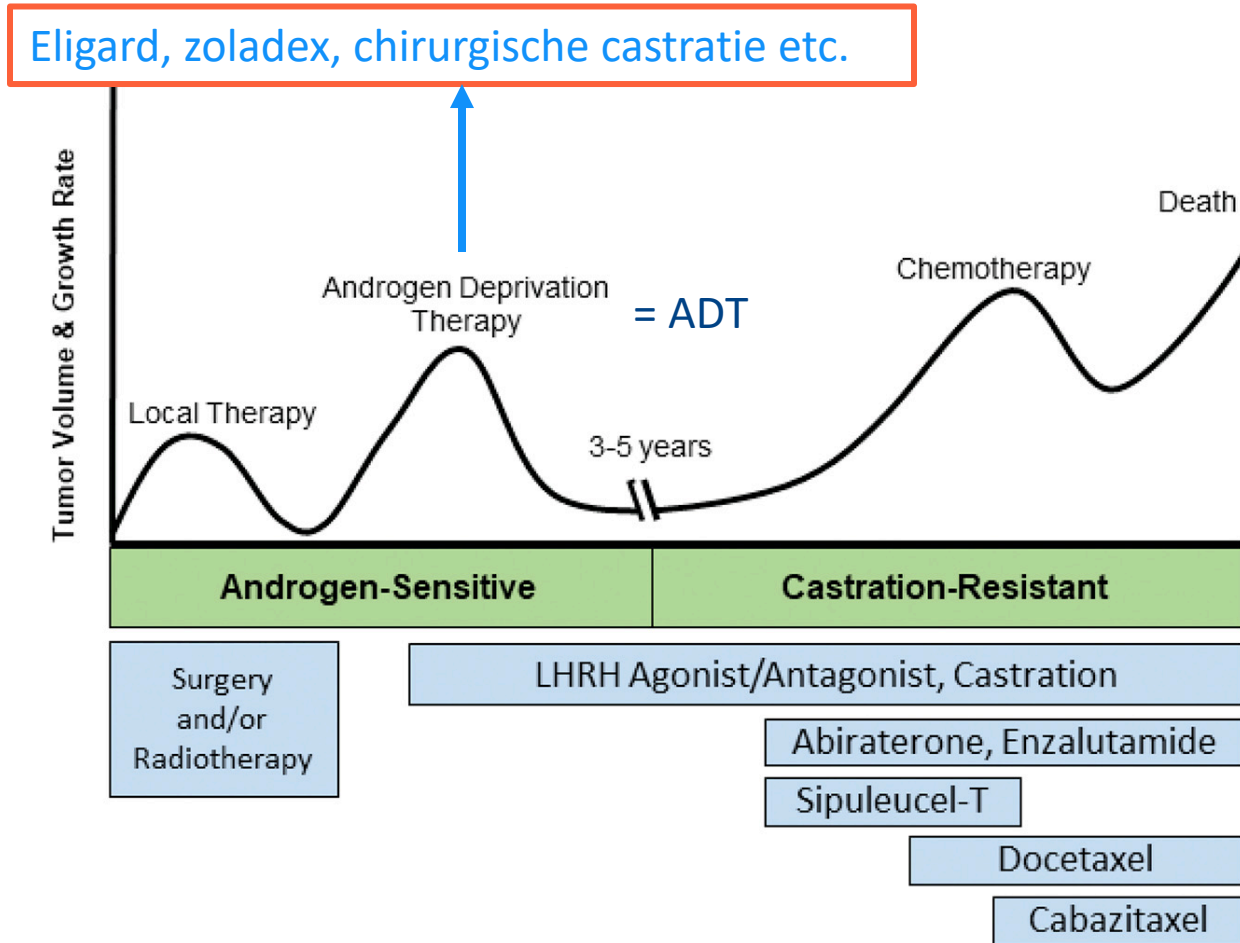 Eligard, zoladex, chirurgische castratie etc.
Tumor Volume & Growth Rate
Death
Androgen Deprivation
Therapy
= ADT
Chemotherapy
Local Therapy
3-5 years
Androgen-Sensitive
Castration-Resistant
Surgery
and/or
Radiotherapy
LHRH Agonist/Antagonist, Castration
Abiraterone, Enzalutamide
Sipuleucel-T
Docetaxel
Cabazitaxel